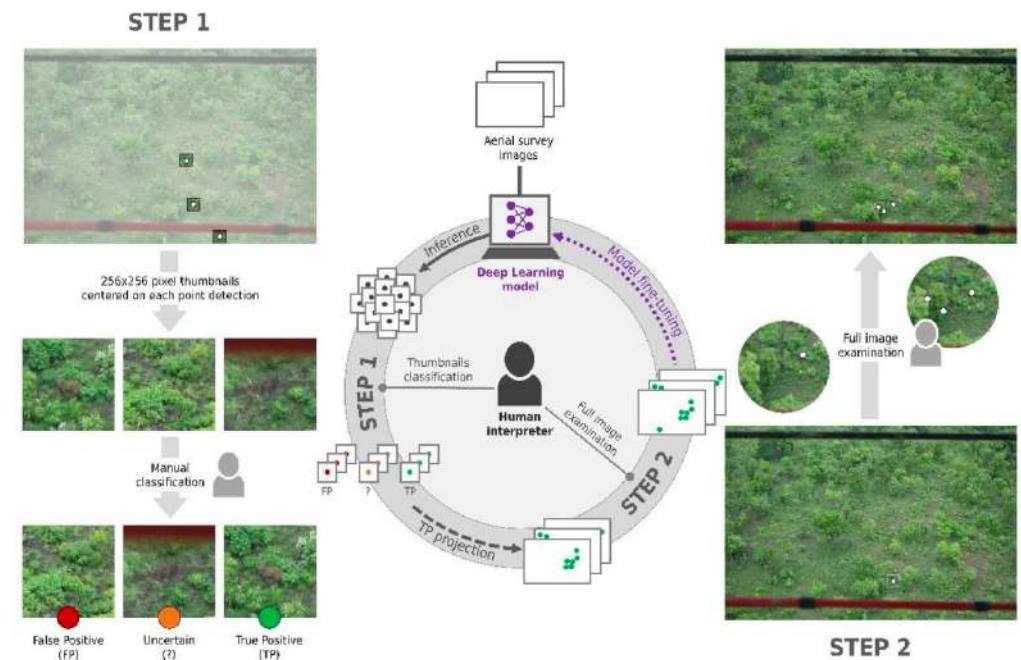 STEP 1
256x256 pixel thumbnails
centered on each point detection
Manual
classification
False Positive
(FP)
Uncertain
(?)
True Positive
(TP)
Aerial survey
images
Inference
Deep Learning
model
Model fine-tuning
STEP 1
Thumbnails
classification
Human
interpreter
Full image
examination
STEP 2
FP
?
TP
TP projection
Full image
examination
STEP 2